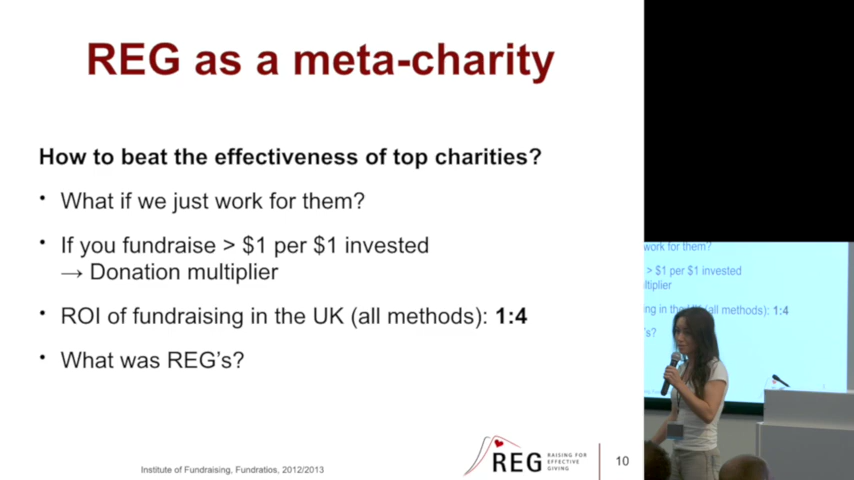 REG as a meta-charity
How to beat the effectiveness of top charities?
• What if we just work for them?
• If you fundraise > $1 per $1 invested
→ Donation multiplier
• ROI of fundraising in the UK (all methods): 1:4
• What was REG's?
Institute of Fundraising, Fundratios, 2012/2013
REG
RAISING FOR
EFFECTIVE
GIVING
10
work for them?
> $1 per $1 invested
ltiplier
ng in the (all methods): 1:4
's?